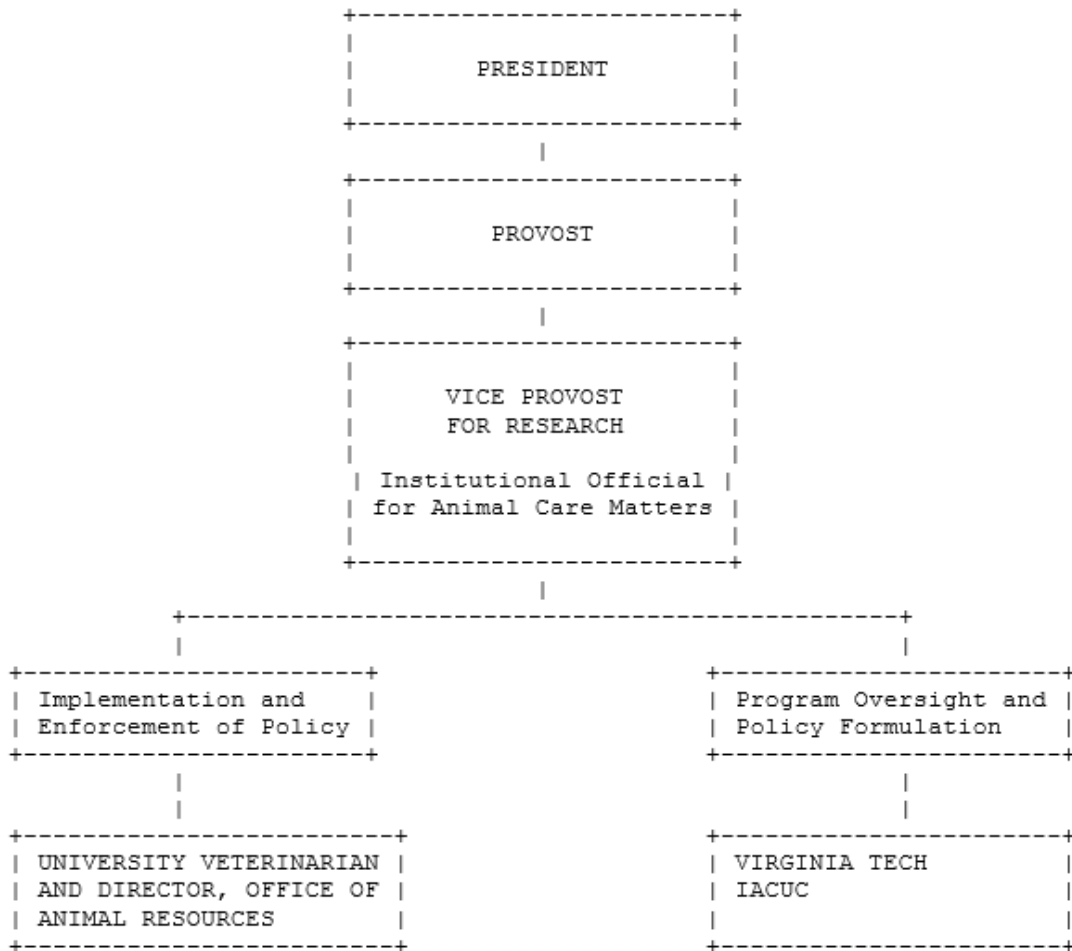 PRESIDENT
PROVOST
VICE PROVOST
FOR RESEARCH
Institutional Official
for Animal Care Matters
Implementation and
Enforcement of Policy
Program Oversight and
Policy Formulation
UNIVERSITY VETERINARIAN
AND DIRECTOR, OFFICE OF
ANIMAL RESOURCES
VIRGINIA TECH
IACUC